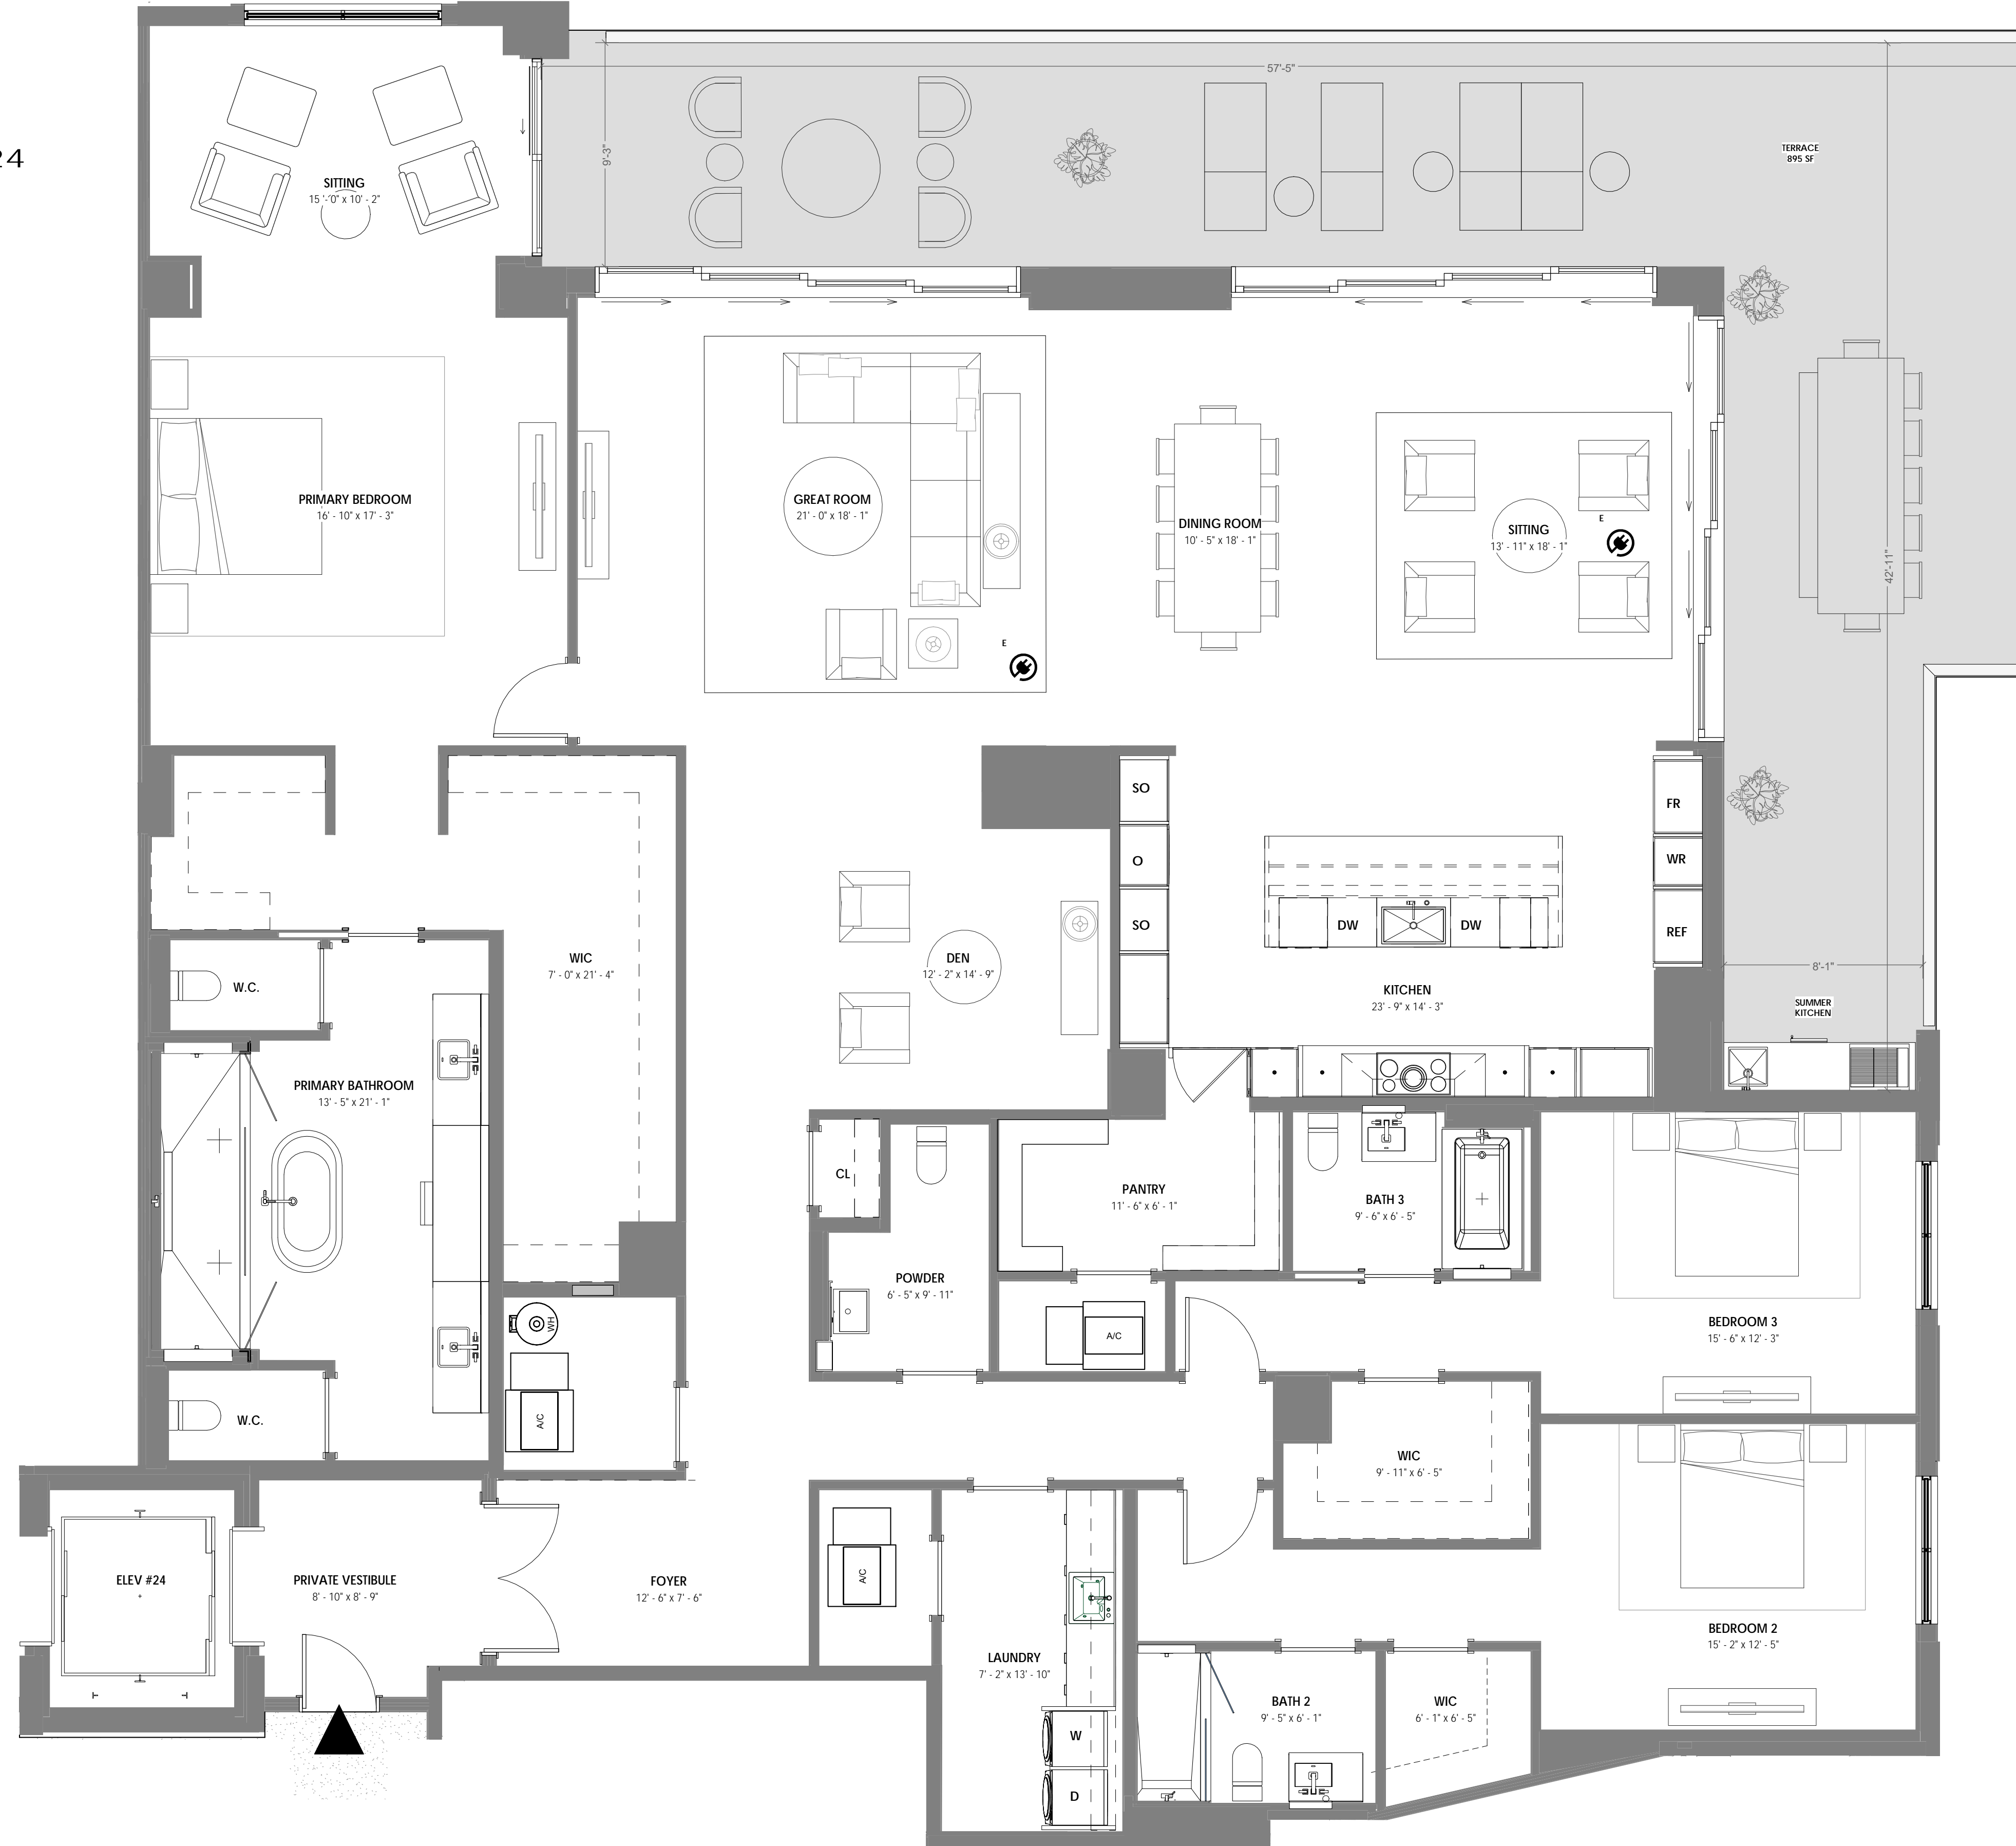 24
57'-5"
9'-3"
TERRACE
895 SF
SITTING
15 '-'0" x 10' - 2"
PRIMARY BEDROOM
16' - 10" x 17' - 3"
GREAT ROOM
21' - 0" x 18' - 1"
E
DINING ROOM
10' - 5" x 18' - 1"
SITTING
13' - 11" x 18' - 1"
E
42'-11"
SO
O
SO
FR
WR
REF
DW
DW
KITCHEN
23' - 9" x 14' - 3"
8'-1"
SUMMER
KITCHEN
WIC
7' - 0" x 21' - 4"
DEN
12' - 2" x 14' - 9"
W.C.
PRIMARY BATHROOM
13' - 5" x 21' - 1"
W.C.
CL
POWDER
6' - 5" x 9' - 11"
PANTRY
11' - 6" x 6' - 1"
A/C
BATH 3
9' - 6" x 6' - 5"
BEDROOM 3
15' - 6" x 12' - 3"
WH
A/C
WIC
9' - 11" x 6' - 5"
ELEV #24
PRIVATE VESTIBULE
8' - 10" x 8' - 9"
FOYER
12' - 6" x 7' - 6"
A/C
LAUNDRY
7' - 2" x 13' - 10"
W
D
BATH 2
9' - 5" x 6' - 1"
WIC
6' - 1" x 6' - 5"
BEDROOM 2
15' - 2" x 12' - 5"